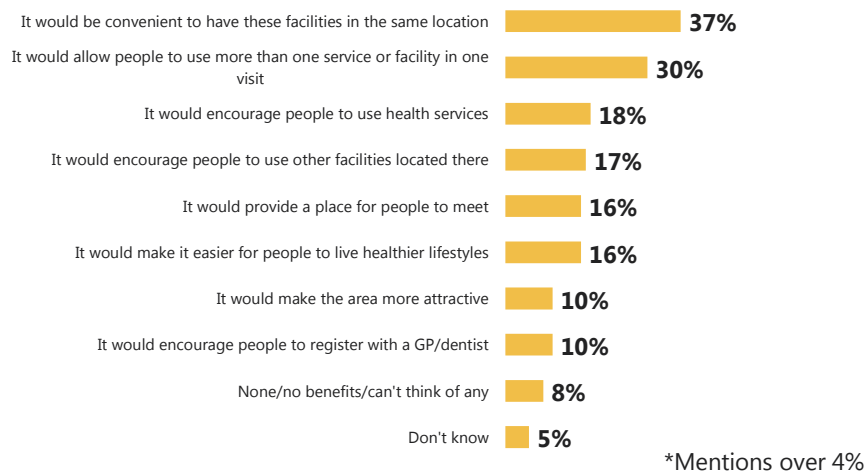 It would be convenient to have these facilities in the same location 37%
It would allow people to use more than one service or facility in one
visit 30%
It would encourage people to use health services 18%
It would encourage people to use other facilities located there 17%
It would provide a place for people to meet 16%
It would make it easier for people to live healthier lifestyles 16%
It would make the area more attractive 10%
It would encourage people to register with a GP/dentist 10%
None/no benefits/can't think of any 8%
Don't know 5%
*Mentions over 4%